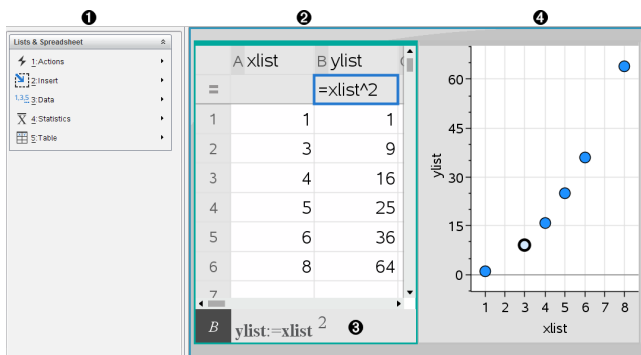 ❶ ❷ ❹
Lists & Spreadsheet
1:Actions
2:Insert
1,3,5 3:Data
X̄ 4:Statistics
5:Table
A xlist B ylist C
= =xlist^2
1 1 1
2 3 9
3 4 16
4 5 25
5 6 36
6 8 64
7
B ylist:=xlist 2 ❸
ylist
60
45
30
15
0
1 2 3 4 5 6 7 8
xlist